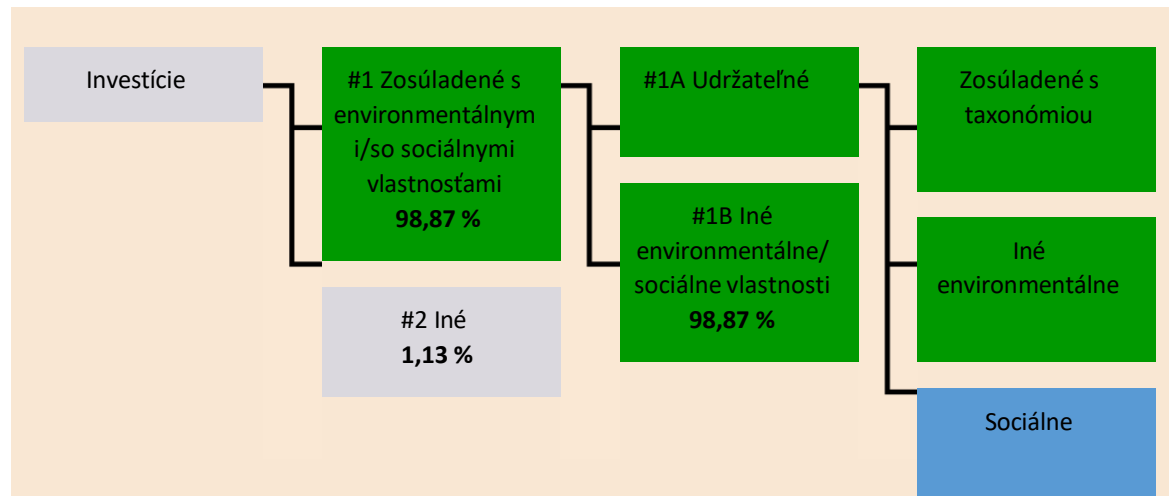 Investície
#1 Zosúladené s
environmentálnym
i/so sociálnymi
vlastnosťami
98,87 %
#2 Iné
1,13 %
#1A Udržateľné
#1B Iné
environmentálne/
sociálne vlastnosti
98,87 %
Zosúladené s
taxonómiou
Iné
environmentálne
Sociálne